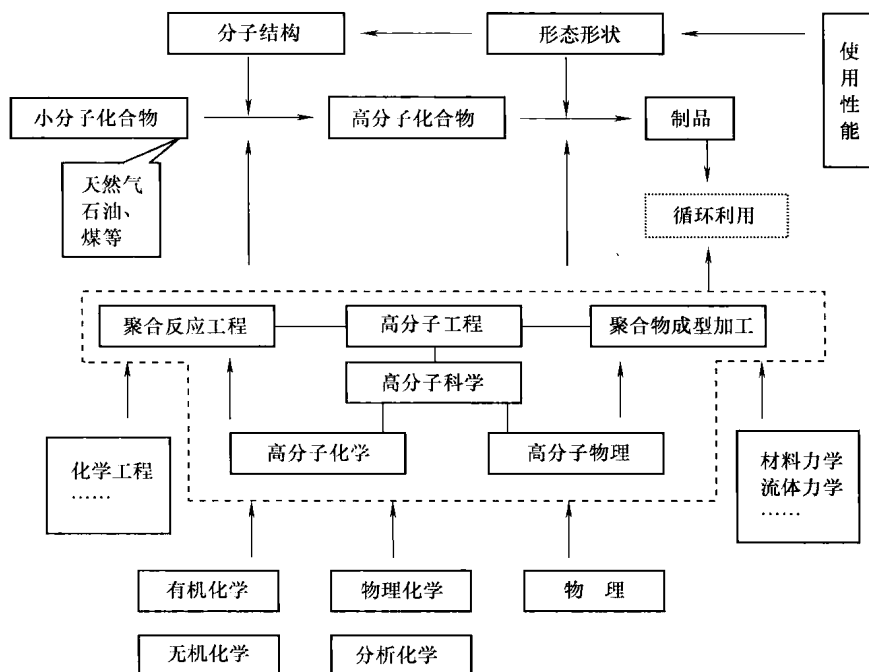 分子结构
形态形状
使用性能
小分子化合物
高分子化合物
制品
天然气
石油、
煤等
循环利用
聚合反应工程
高分子工程
聚合物成型加工
高分子科学
高分子化学
高分子物理
化学工程
……
材料力学
流体力学
……
有机化学
物理化学
物 理
无机化学
分析化学